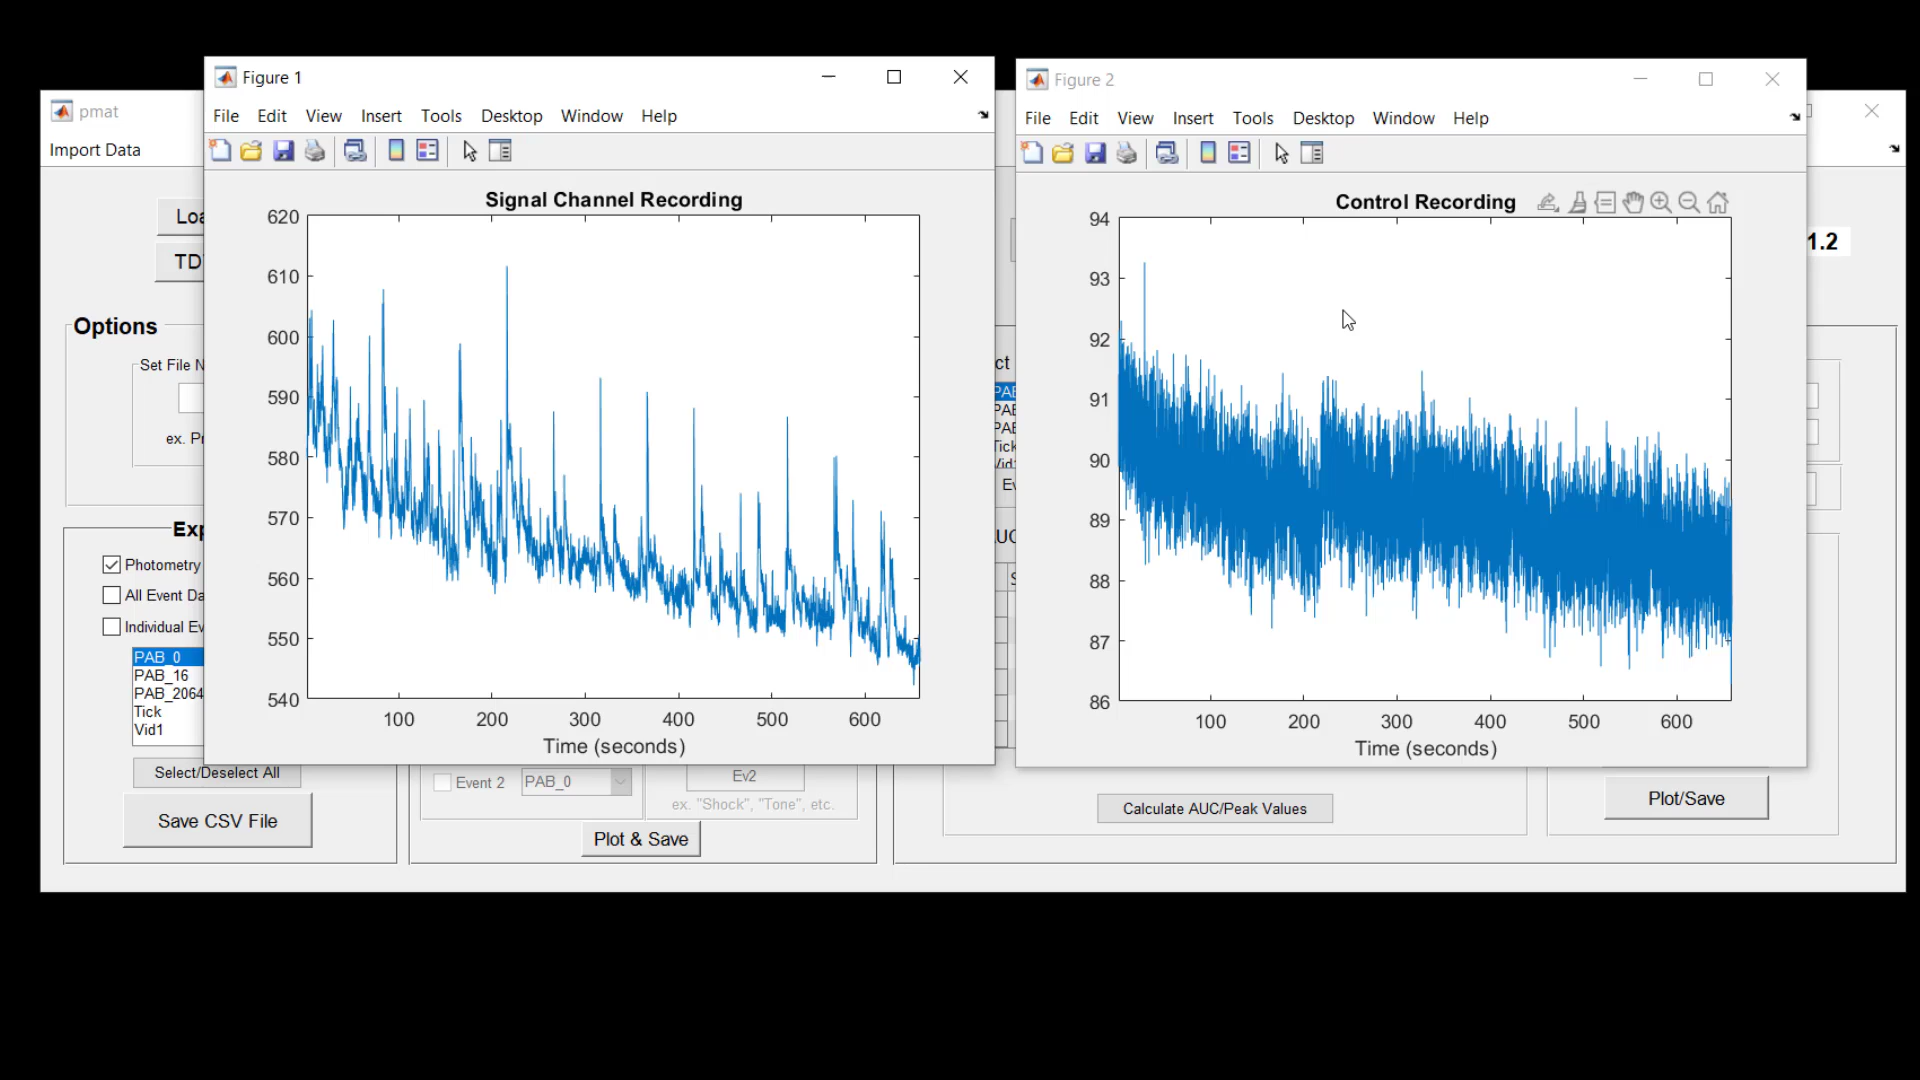 Figure 1
File Edit View Insert Tools Desktop Window Help
Signal Channel Recording
620
610
600
590
580
570
560
550
540
100 200 300 400 500 600
Time (seconds)
Figure 2
File Edit View Insert Tools Desktop Window Help
Control Recording
94
93
92
91
90
89
88
87
86
100 200 300 400 500 600
Time (seconds)
pmat
Import Data
1.2
Options
Set File N
ex. Pr
Photometry
All Event Da
Individual Ev
PAB_0
PAB_16
PAB_2064
Tick
Vid1
Select/Deselect All
Save CSV File
Event 2 PAB_0
Ev2
ex. "Shock", "Tone", etc.
Plot & Save
Calculate AUC/Peak Values
Plot/Save